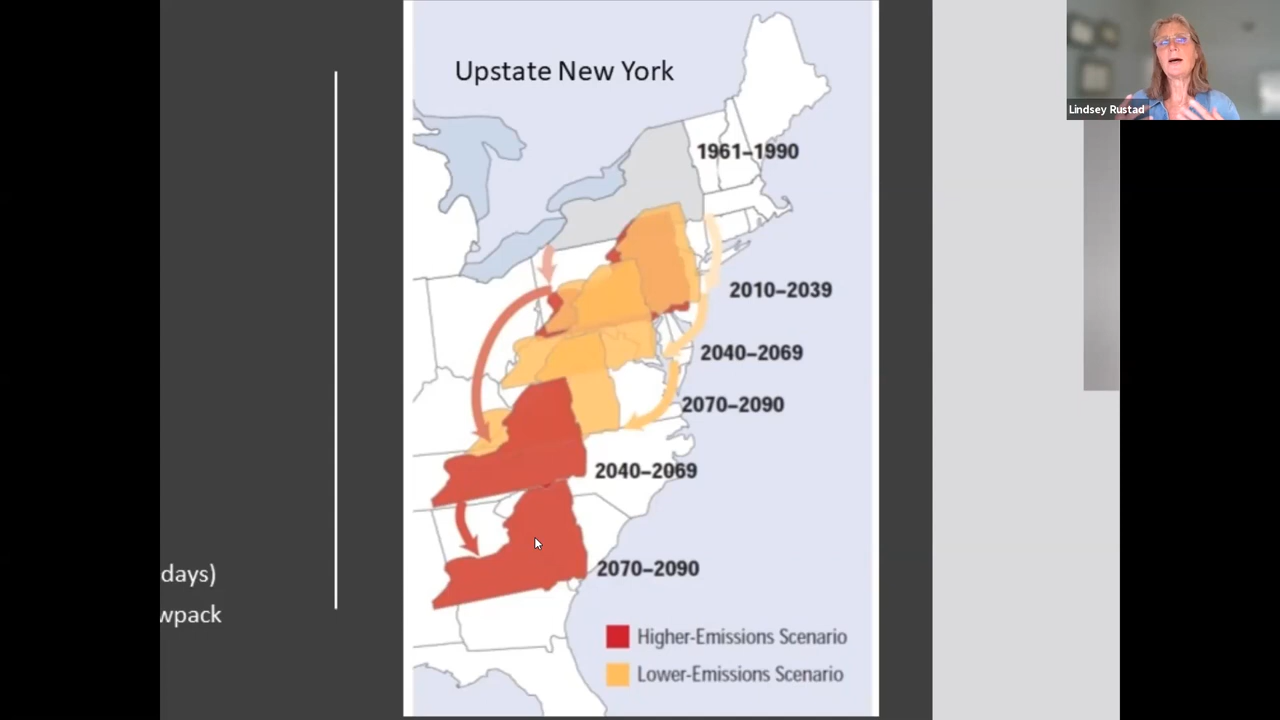 Upstate New York
Lindsey Rustad
1961–1990
2010–2039
2040–2069
2070–2090
2040–2069
2070–2090
days)
wpack
Higher-Emissions Scenario
Lower-Emissions Scenario